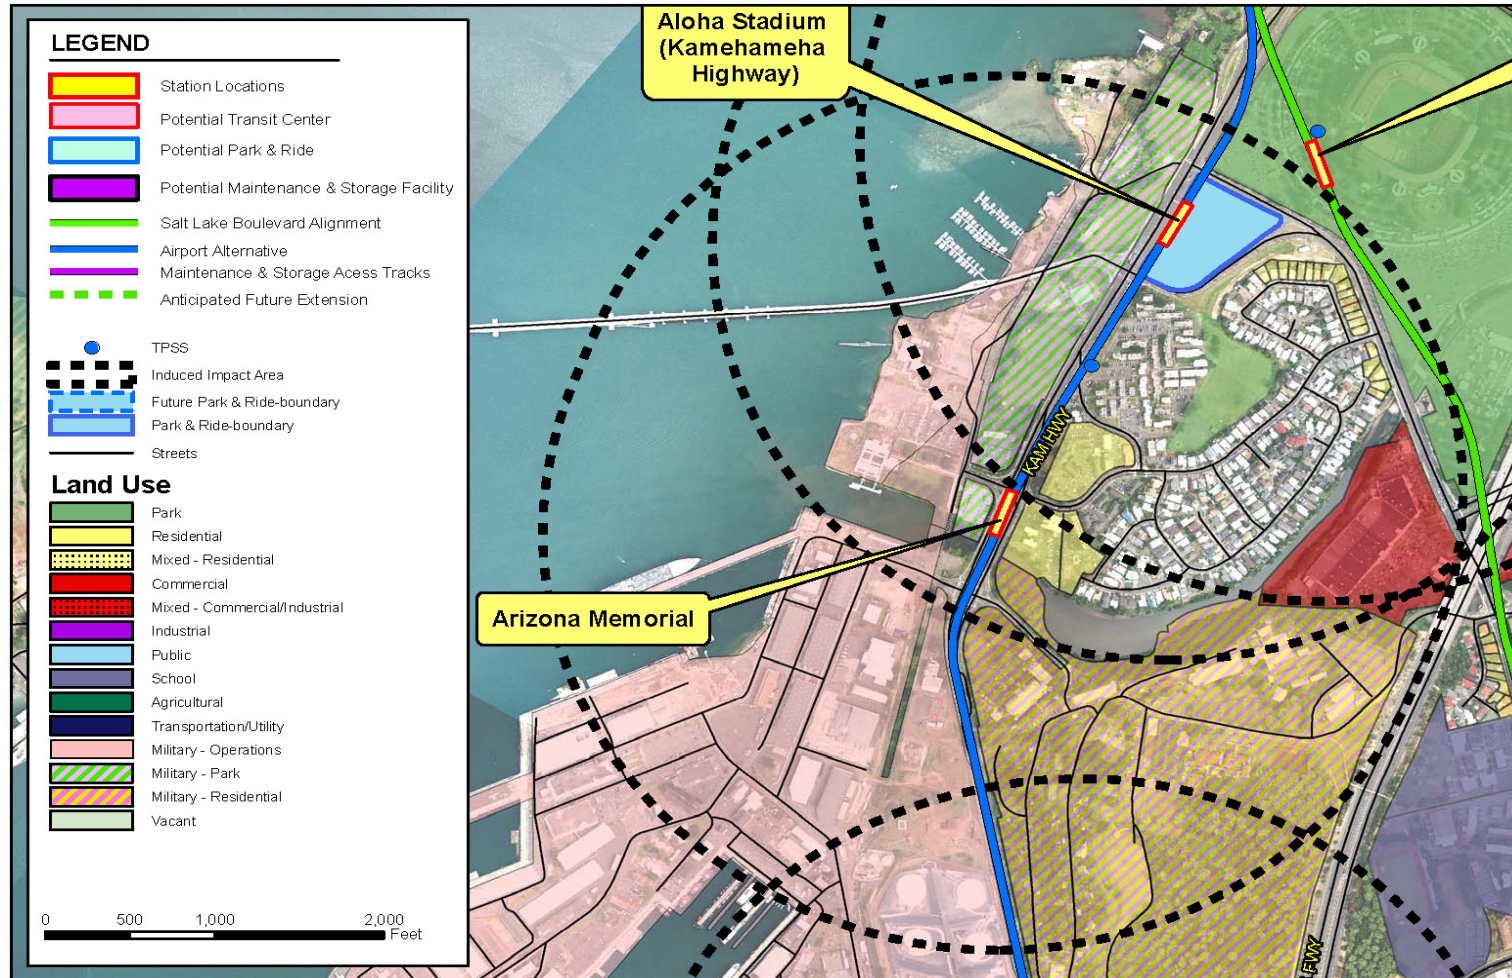 LEGEND
Station Locations
Potential Transit Center
Potential Park & Ride
Potential Maintenance & Storage Facility
Salt Lake Boulevard Alignment
Airport Alternative
Maintenance & Storage Acess Tracks
Anticipated Future Extension
TPSS
Induced Impact Area
Future Park & Ride-boundary
Park & Ride-boundary
Streets
Land Use
Park
Residential
Mixed - Residential
Commercial
Mixed - Commercial/Industrial
Industrial
Public
School
Agricultural
Transportation/Utility
Military - Operations
Military - Park
Military - Residential
Vacant
0 500 1,000 2,000
Feet
Aloha Stadium
(Kamehameha
Highway)
KAM HWY
Arizona Memorial
FWY